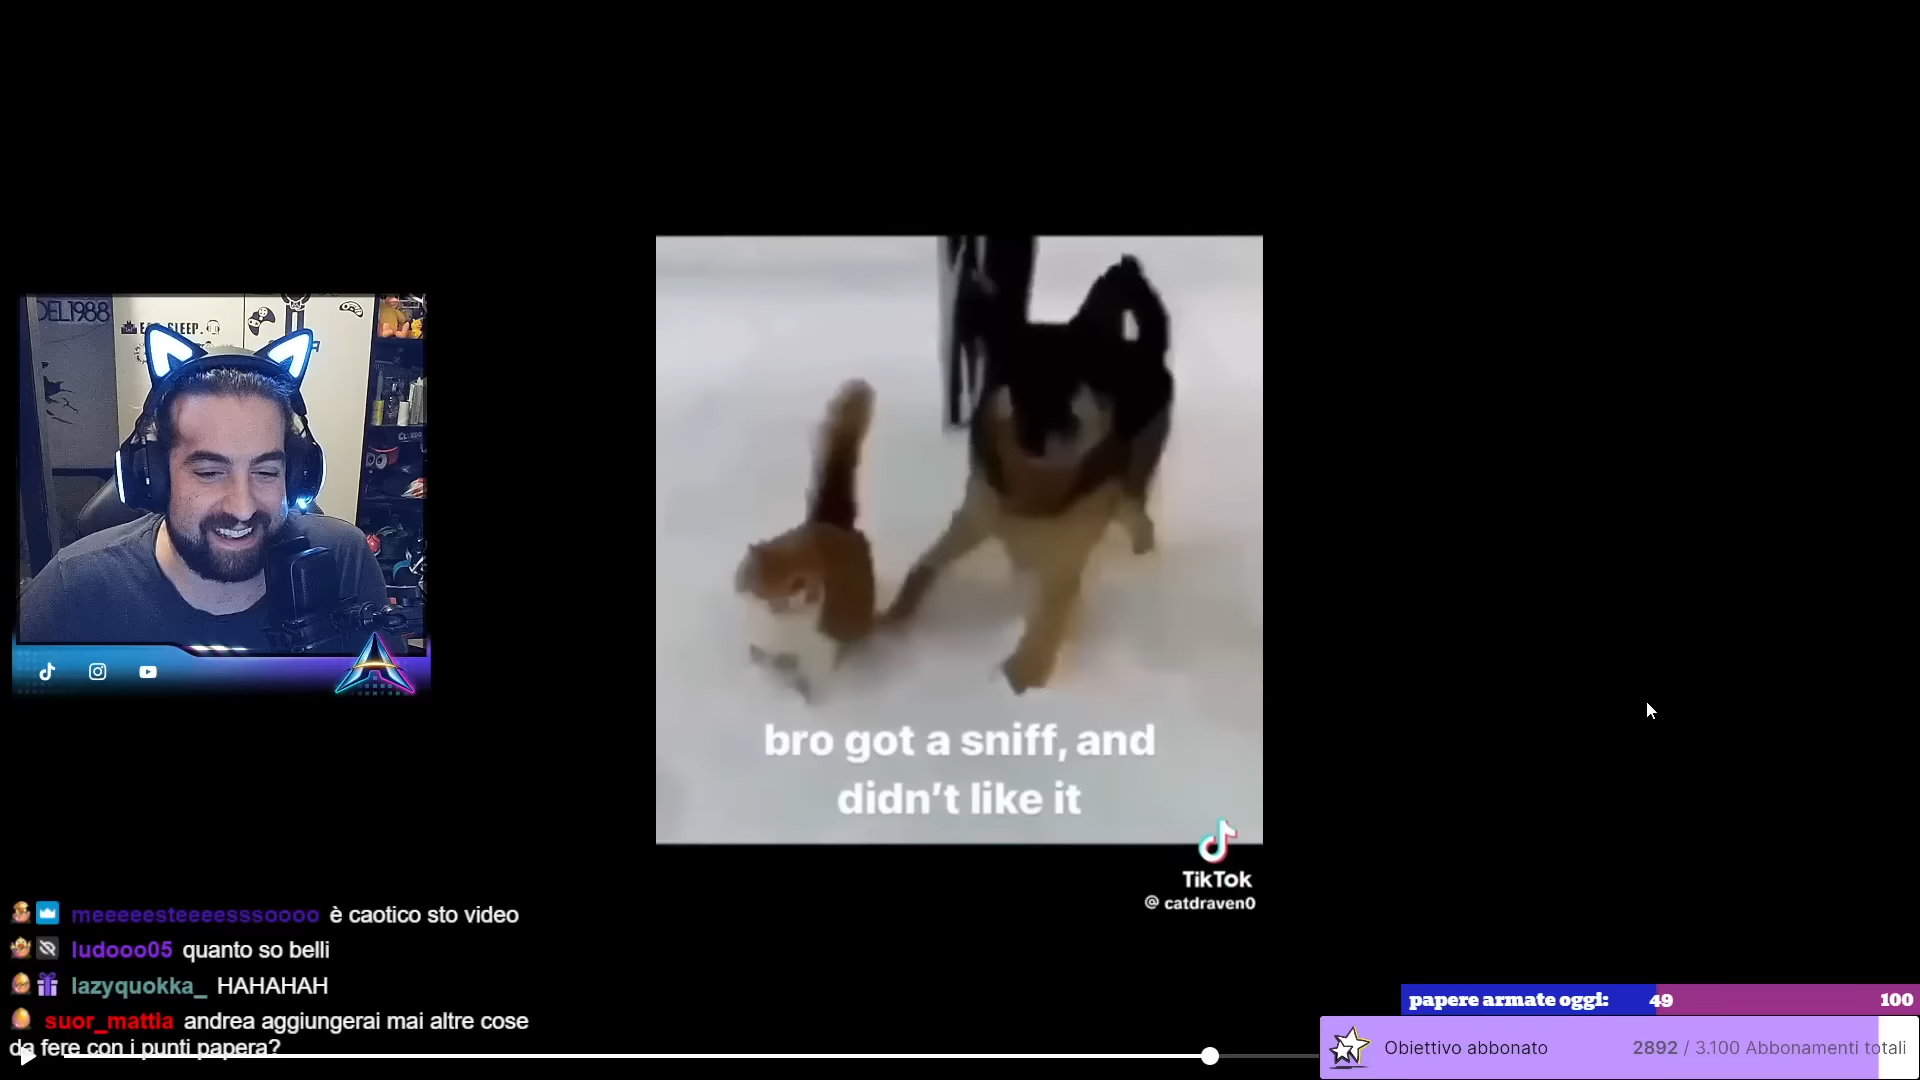 DEL1988
SLEEP.
bro got a sniff, and
didn't like it
TikTok
@ catdraven0
meeeeesteeeesssoooo è caotico sto video
ludooo05 quanto so belli
lazyquokka_ HAHAHAH
suor_mattia andrea aggiungerai mai altre cose
da fere con i punti papera?
papere armate oggi: 49 100
Obiettivo abbonato 2892 / 3.100 Abbonamenti totali